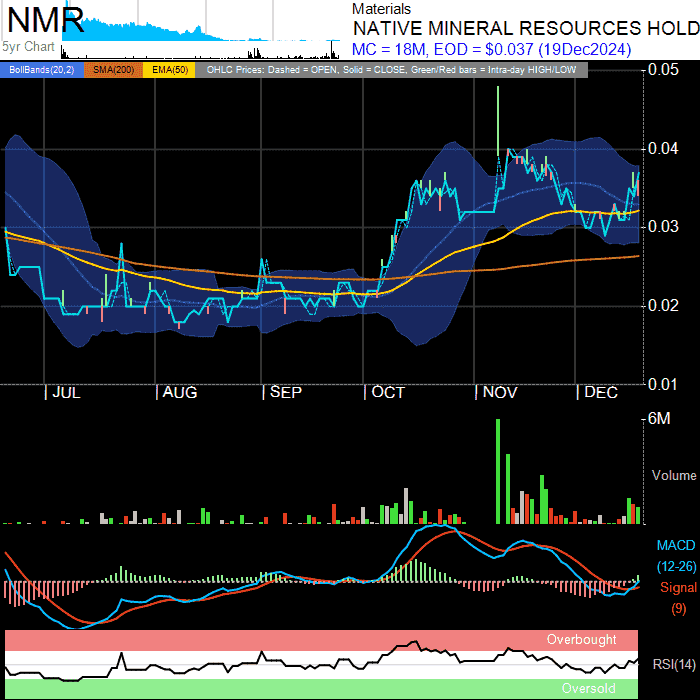 NMR
5yr Chart
Materials
NATIVE MINERAL RESOURCES HOLD
MC = 18M, EOD = $0.037 (19Dec2024)
BollBands(20,2) SMA(200) EMA(50) OHLC Prices: Dashed = OPEN, Solid = CLOSE, Green/Red bars = Intra-day HIGH/LOW
0.05
0.04
0.03
0.02
0.01
| JUL | AUG | SEP | OCT | NOV | DEC
6M
Volume
MACD
(12-26)
Signal
(9)
Overbought
RSI(14)
Oversold